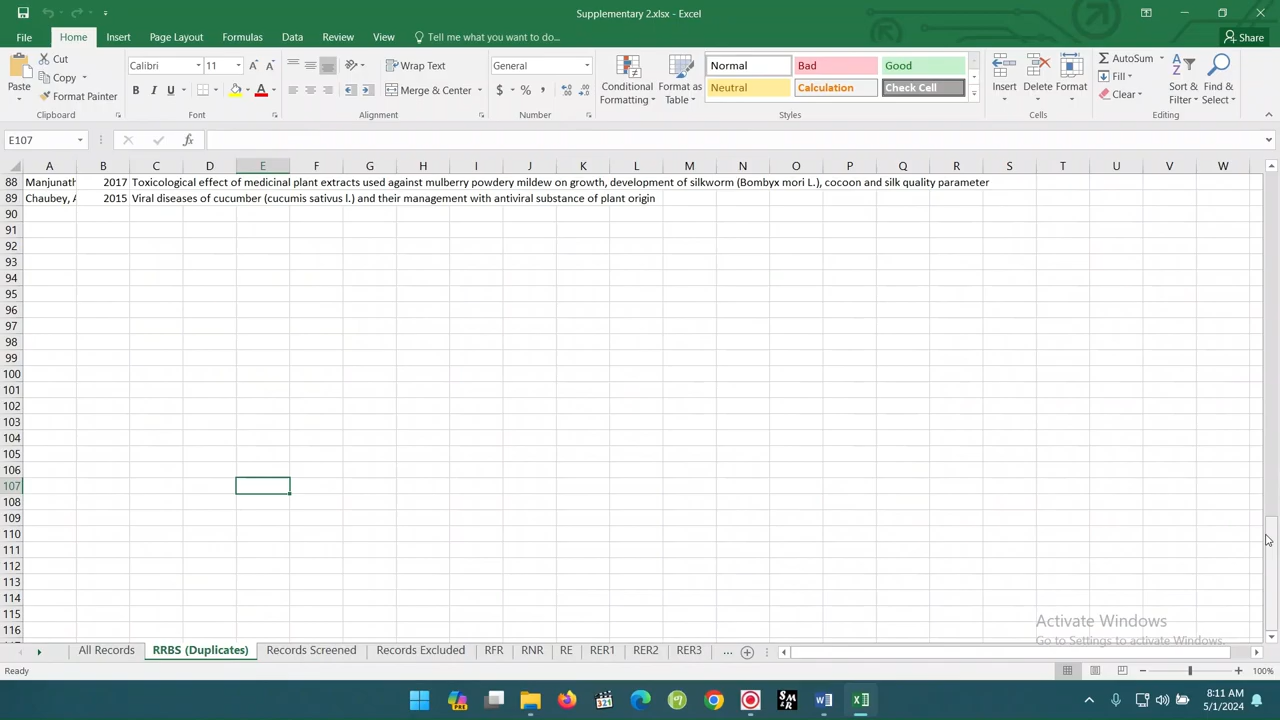 Supplementary 2.xlsx - Excel
File Home Insert Page Layout Formulas Data Review View Tell me what you want to do... Share
Paste
Cut
Copy
Format Painter
Clipboard
Calibri 11
B I U A
Font
Wrap Text
Merge & Center
Alignment
General
$ % ,
Number
Conditional Formatting
Format as Table
Normal Bad Good
Neutral Calculation Check Cell
Styles
Insert Delete Format
Cells
AutoSum
Fill
Clear
Sort & Filter
Find & Select
Editing
E107 fx
A B C D E F G H I J K L M N O P Q R S T U V W
88 Manjunath 2017 Toxicological effect of medicinal plant extracts used against mulberry powdery mildew on growth, development of silkworm (Bombyx mori L.), cocoon and silk quality parameter
89 Chaubey, A 2015 Viral diseases of cucumber (cucumis sativus l.) and their management with antiviral substance of plant origin
90
91
92
93
94
95
96
97
98
99
100
101
102
103
104
105
106
107
108
109
110
111
112
113
114
115
116
Activate Windows
Go to Settings to activate Windows.
All Records RRBS (Duplicates) Records Screened ecords Excluded RFR RNR RE RER1 RER2 RER3 ...
Ready 100%
8:11 AM
5/1/2024